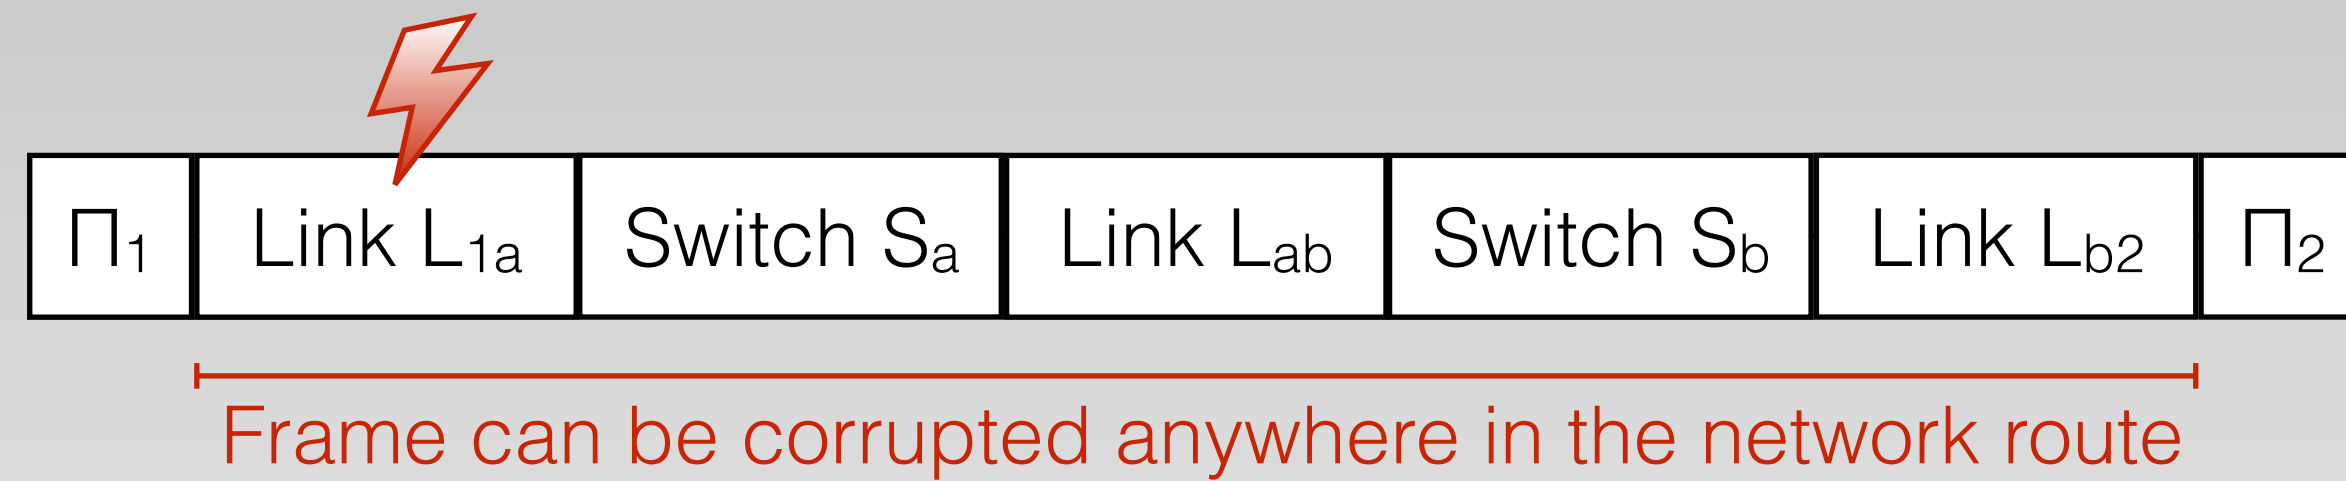 Π₁ Link L₁ₐ Switch Sₐ Link Lab Switch Sb Link Lb2 Π₂
Frame can be corrupted anywhere in the network route